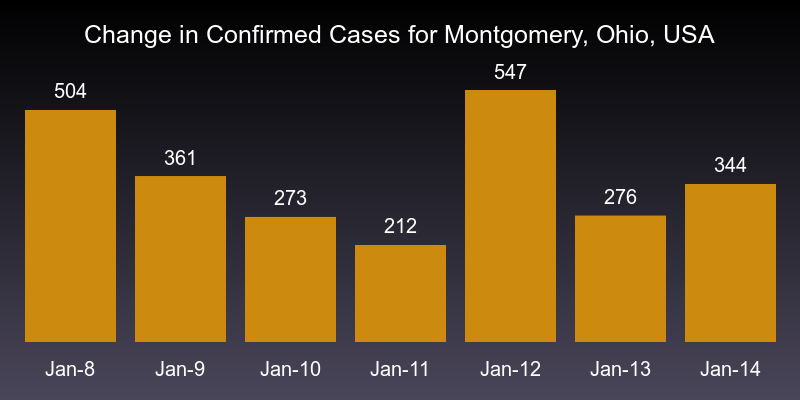 Change in Confirmed Cases for Montgomery, Ohio, USA
504
361
273
212
547
276
344
Jan-8
Jan-9
Jan-10
Jan-11
Jan-12
Jan-13
Jan-14